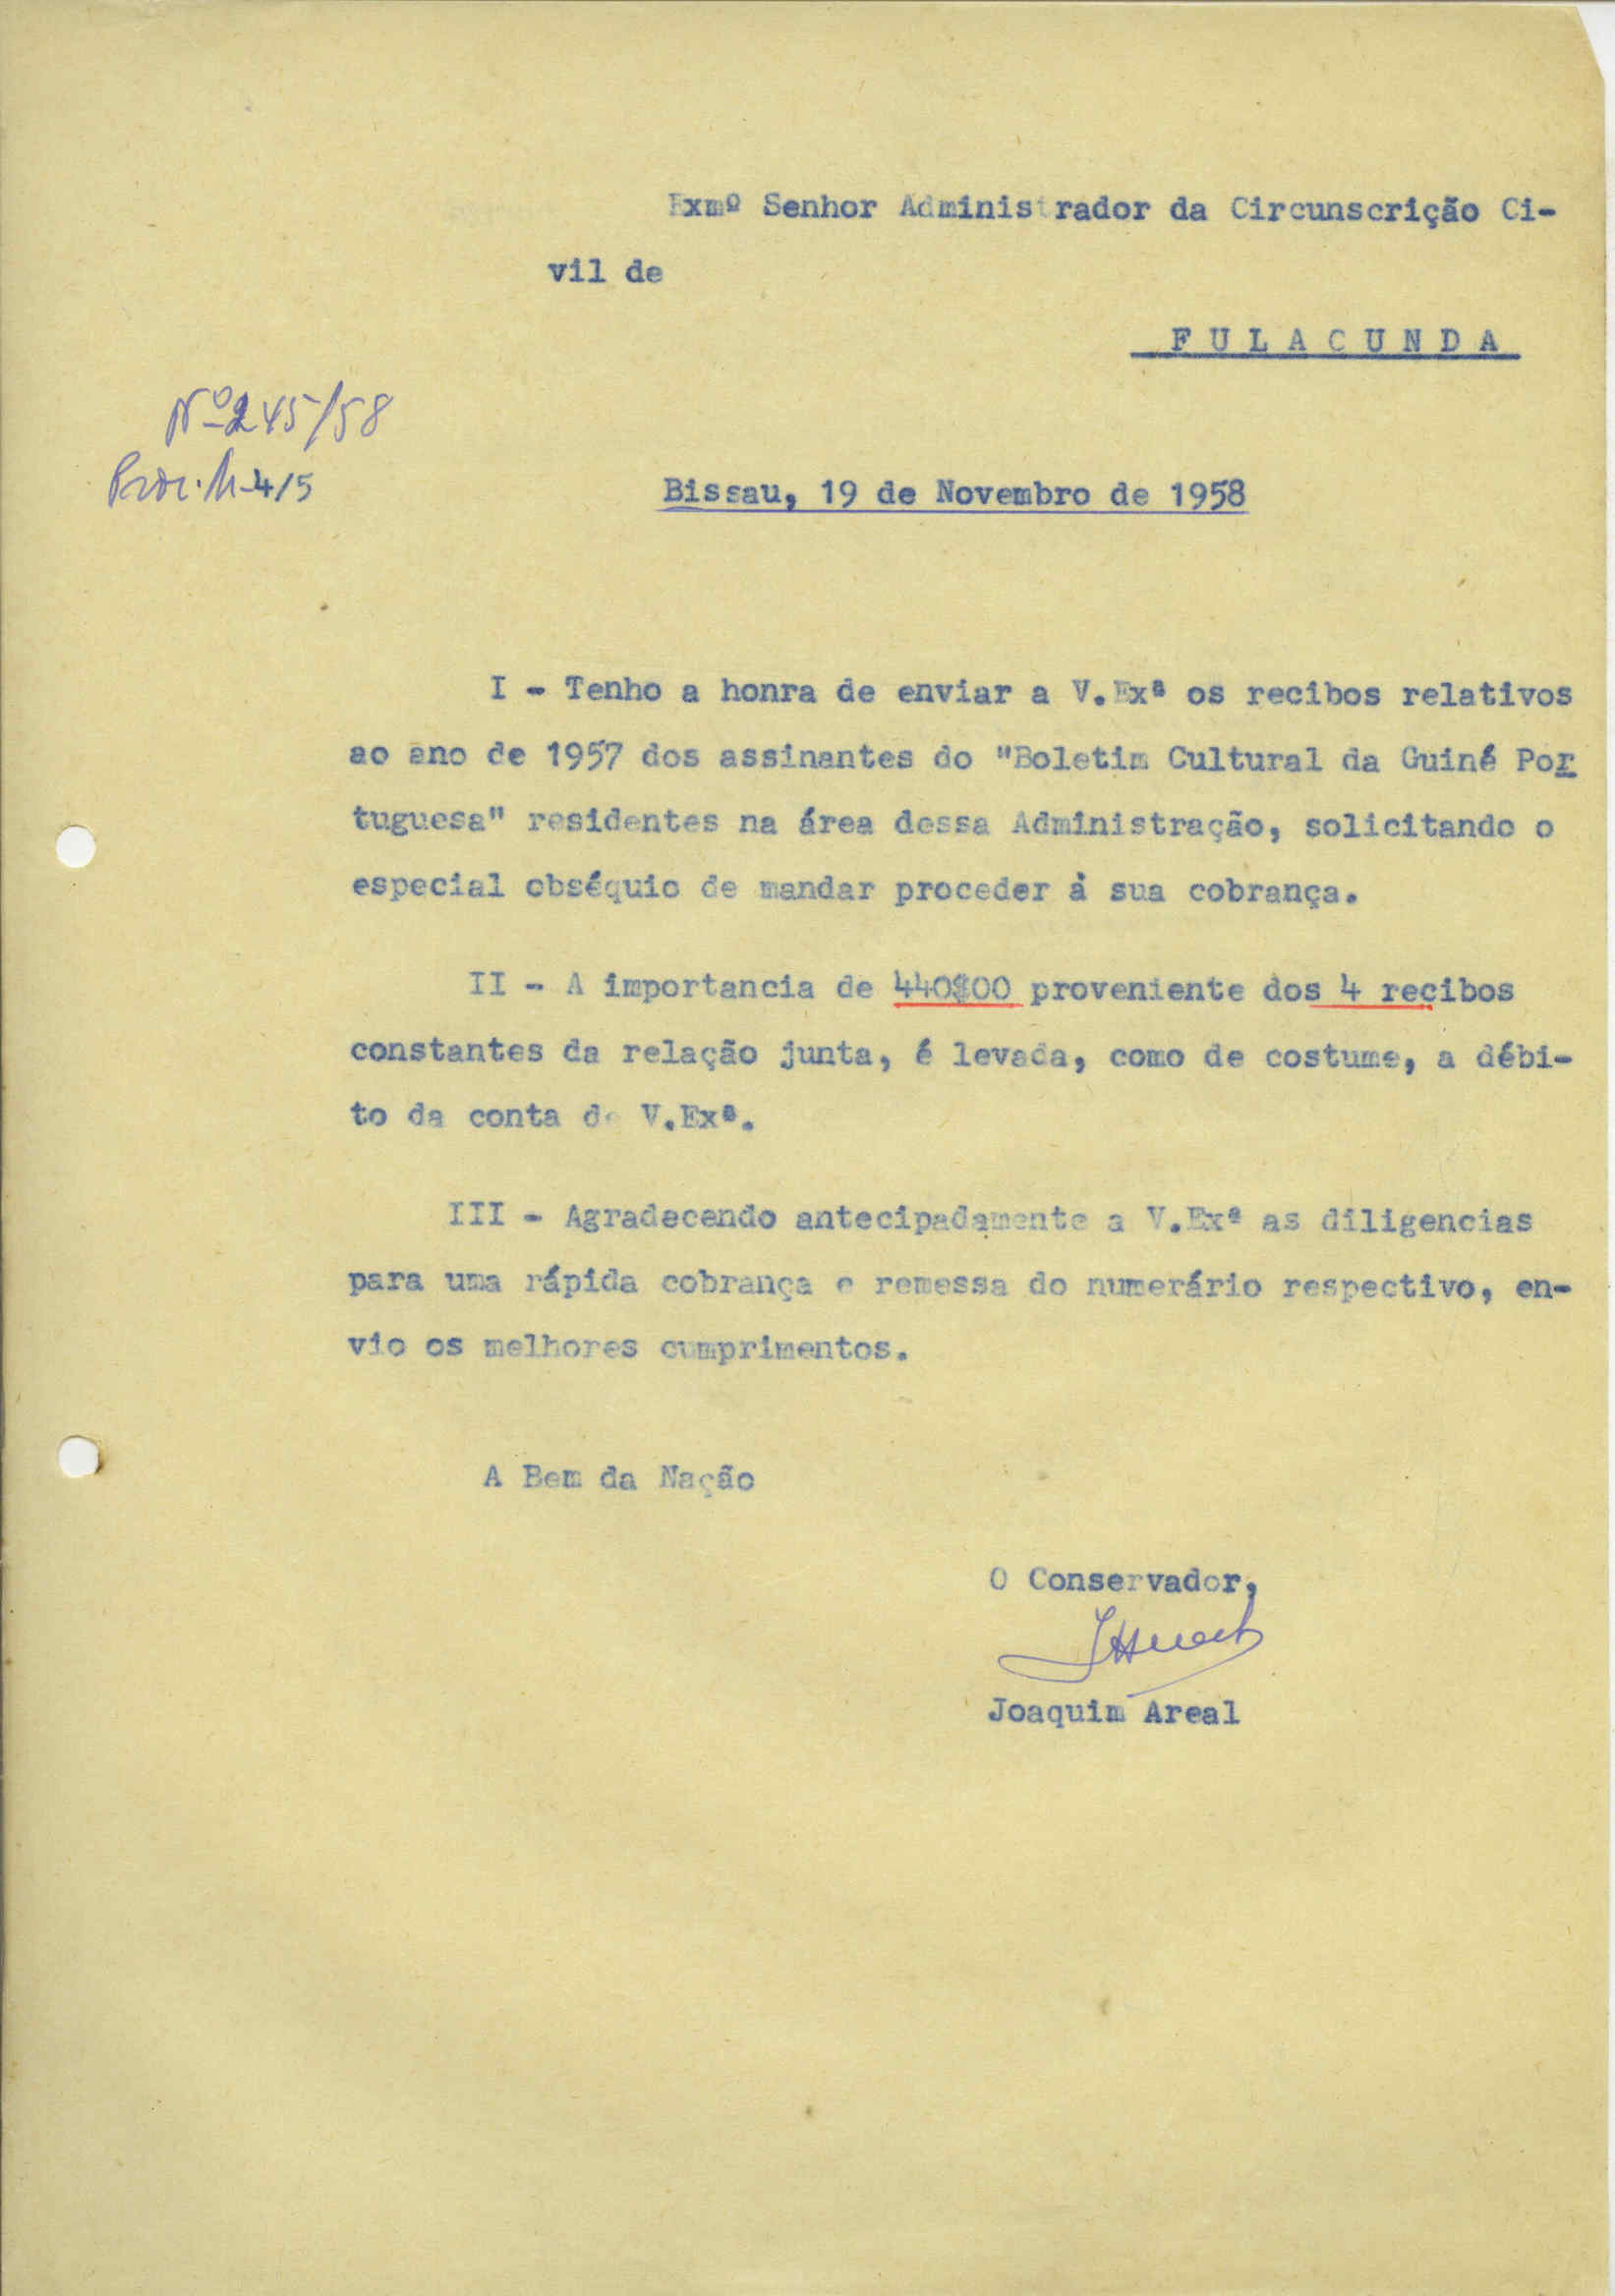 Exmº Senhor Administrador da Circunscrição Ci-
vil de
F U L A C U N D A
Nº 245/58
Proc. M-4/5
Bissau, 19 de Novembro de 1958
I - Tenho a honra de enviar a V.Exª os recibos relativos
ao ano de 1957 dos assinantes do "Boletim Cultural da Guiné Por
tuguesa" residentes na área dessa Administração, solicitando o
especial obséquio de mandar proceder à sua cobrança.
II - A importancia de 440$00 proveniente dos 4 recibos
constantes da relação junta, é levada, como de costume, a débi-
to da conta de V.Exª.
III - Agradecendo antecipadamente a V.Exª as diligencias
para uma rápida cobrança e remessa do numerário respectivo, en-
vio os melhores cumprimentos.
A Bem da Nação
O Conservador,
Joaquim Areal